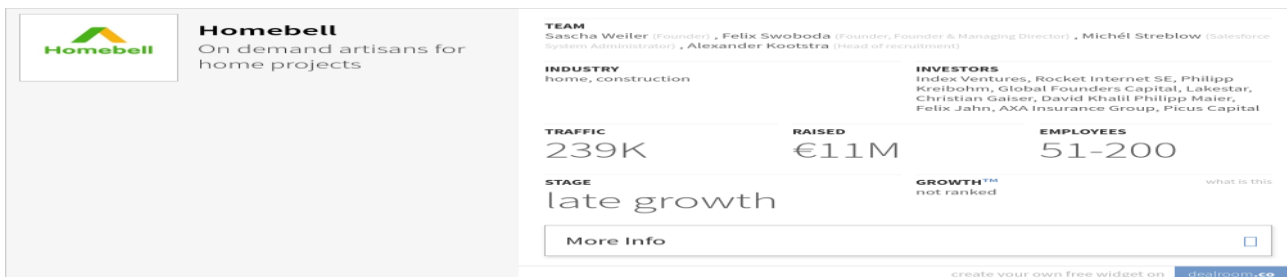 Homebell
Homebell
On demand artisans for
home projects
TEAM
Sascha Weiler (Founder) , Felix Swoboda (Founder, Founder & Managing Director) , Michél Streblow (Salesforce
System Administrator) , Alexander Kootstra (Head of recruitment)
INDUSTRY
home, construction
INVESTORS
Index Ventures, Rocket Internet SE, Philipp
Kreibohm, Global Founders Capital, Lakestar,
Christian Gaiser, David Khalil Philipp Maier,
Felix Jahn, AXA Insurance Group, Picus Capital
TRAFFIC
239K
RAISED
€11M
EMPLOYEES
51-200
STAGE
late growth
GROWTH™
what is this
not ranked
More Info
create your own free widget on dealroom.co